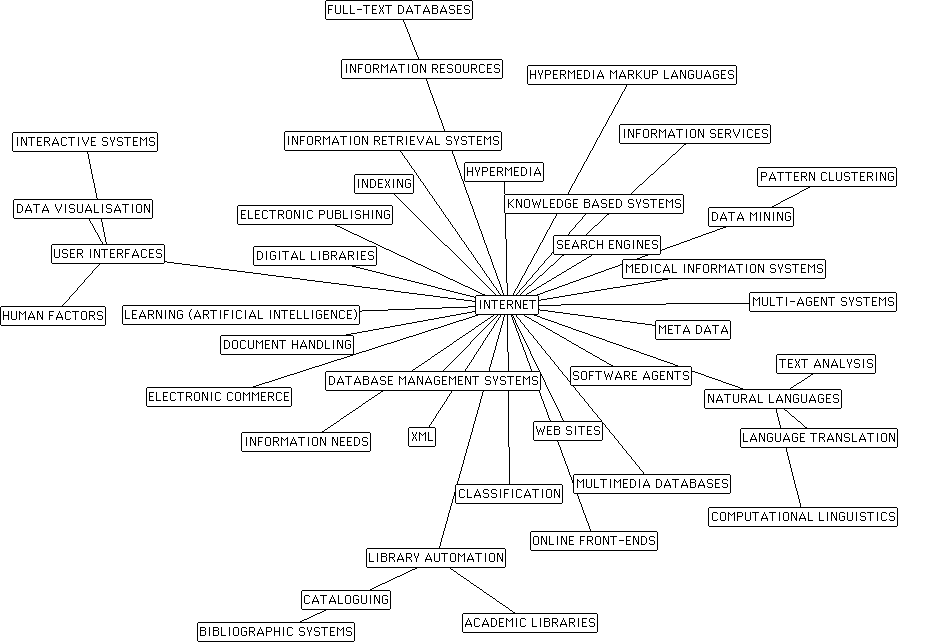 FULL-TEXT DATABASES
INFORMATION RESOURCES
HYPERMEDIA MARKUP LANGUAGES
INFORMATION SERVICES
INTERACTIVE SYSTEMS
INFORMATION RETRIEVAL SYSTEMS
HYPERMEDIA
PATTERN CLUSTERING
INDEXING
KNOWLEDGE BASED SYSTEMS
DATA VISUALISATION
ELECTRONIC PUBLISHING
DATA MINING
SEARCH ENGINES
USER INTERFACES
DIGITAL LIBRARIES
MEDICAL INFORMATION SYSTEMS
INTERNET
MULTI-AGENT SYSTEMS
HUMAN FACTORS
LEARNING (ARTIFICIAL INTELLIGENCE)
META DATA
DOCUMENT HANDLING
TEXT ANALYSIS
SOFTWARE AGENTS
DATABASE MANAGEMENT SYSTEMS
ELECTRONIC COMMERCE
NATURAL LANGUAGES
WEB SITES
XML
LANGUAGE TRANSLATION
INFORMATION NEEDS
MULTIMEDIA DATABASES
CLASSIFICATION
COMPUTATIONAL LINGUISTICS
ONLINE FRONT-ENDS
LIBRARY AUTOMATION
CATALOGUING
ACADEMIC LIBRARIES
BIBLIOGRAPHIC SYSTEMS